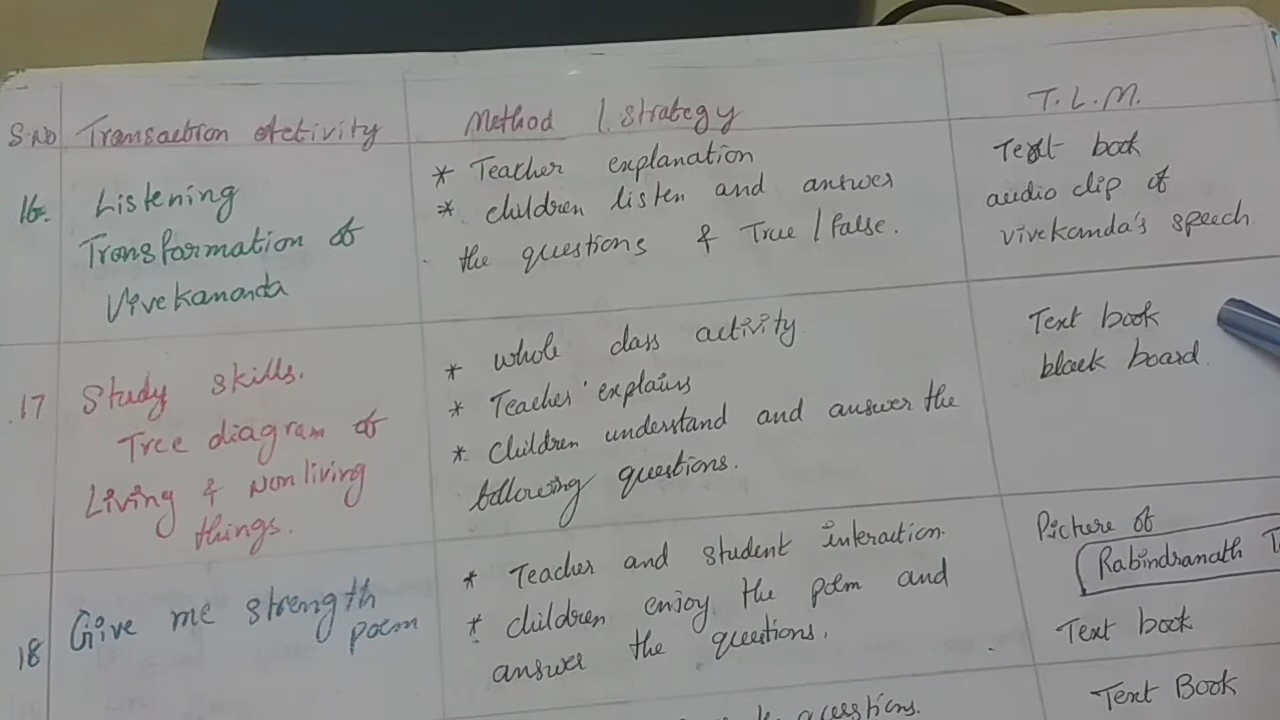 S.No Transaction Activity Method /. Strategy T.L.M.
16. Listening
Transformation of
Vivekananda
* Teacher explanation
* children listen and answer
the questions & True / False.
Text book
audio clip of
vivekanda's speech
17 Study skills.
Tree diagram of
Living & Nonliving
things.
* whole class activity
* Teacher explains
* children understand and answer the
following questions.
Text book
black board.
18 Give me strength
poem
* Teacher and student interaction.
* children enjoy the poem and
answer the questions.
Picture of
Rabindranath
Text book
questions.
Text Book